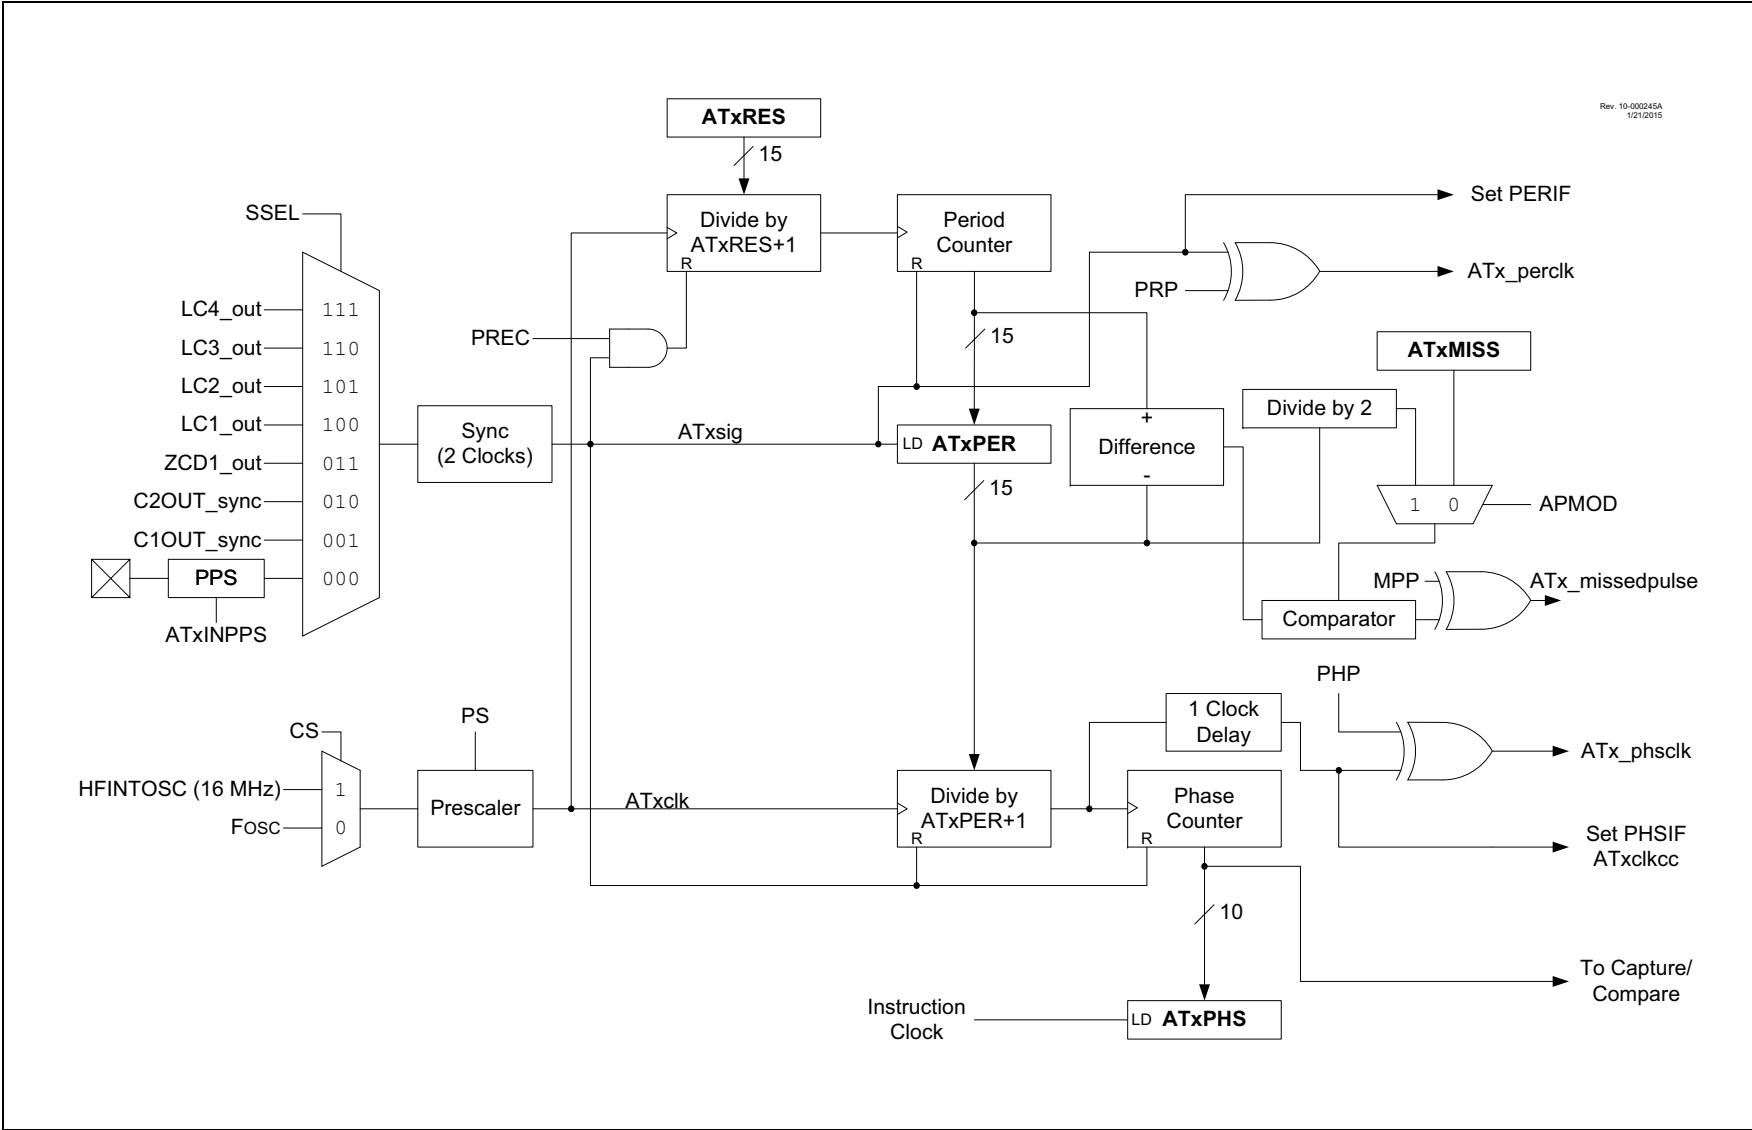 Rev. 10-000245A
1/21/2015
ATxRES
15
SSEL
Divide by
ATxRES+1
R
Period
Counter
R
Set PERIF
ATx_perclk
PRP
LC4_out
111
LC3_out
110
LC2_out
101
LC1_out
100
ZCD1_out
011
C2OUT_sync
010
C1OUT_sync
001
PPS
000
ATxINPPS
PREC
15
ATxMISS
Divide by 2
Sync
(2 Clocks)
ATxsig
LD ATxPER
+
Difference
-
15
1 0
APMOD
MPP
ATx_missedpulse
Comparator
PHP
CS
PS
1 Clock
Delay
ATx_phsclk
HFINTOSC (16 MHz)
1
FOSC
0
Prescaler
ATxclk
Divide by
ATxPER+1
R
Phase
Counter
R
Set PHSIF
ATxclkcc
10
To Capture/
Compare
Instruction
Clock
LD ATxPHS